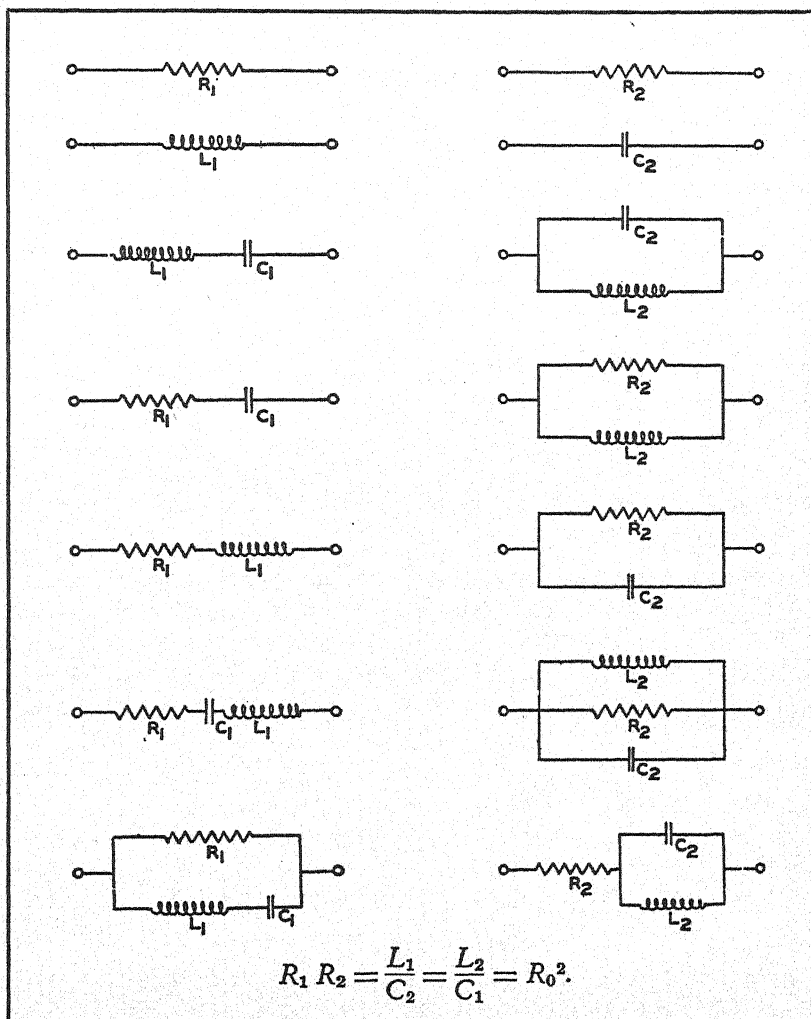 R1 R2
L1 C2
L1 C1 C2
L2
R1 C1 R2
L2
R1 L1 R2
C2
R1 C1 L1 L2
R2
C2
R1 C2
R2
L1 C1 L2
R₁ R₂ = L₁/C₂ = L₂/C₁ = R₀².